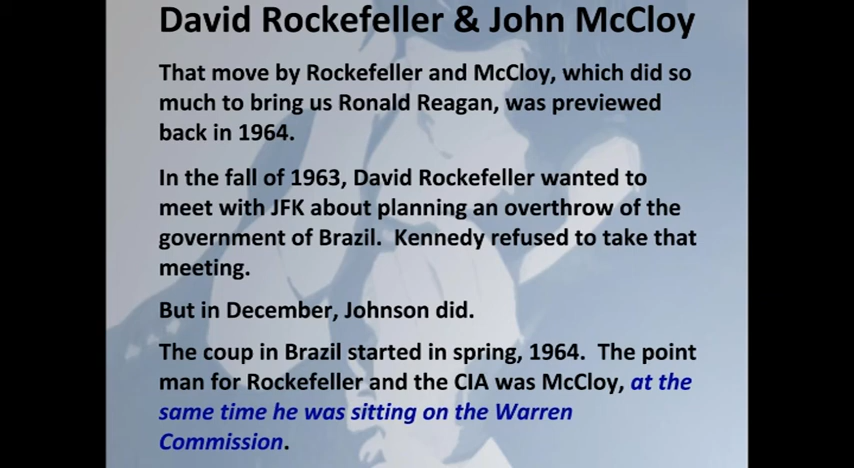 David Rockefeller & John McCloy
That move by Rockefeller and McCloy, which did so
much to bring us Ronald Reagan, was previewed
back in 1964.
In the fall of 1963, David Rockefeller wanted to
meet with JFK about planning an overthrow of the
government of Brazil.  Kennedy refused to take that
meeting.
But in December, Johnson did.
The coup in Brazil started in spring, 1964.  The point
man for Rockefeller and the CIA was McCloy, at the
same time he was sitting on the Warren
Commission.